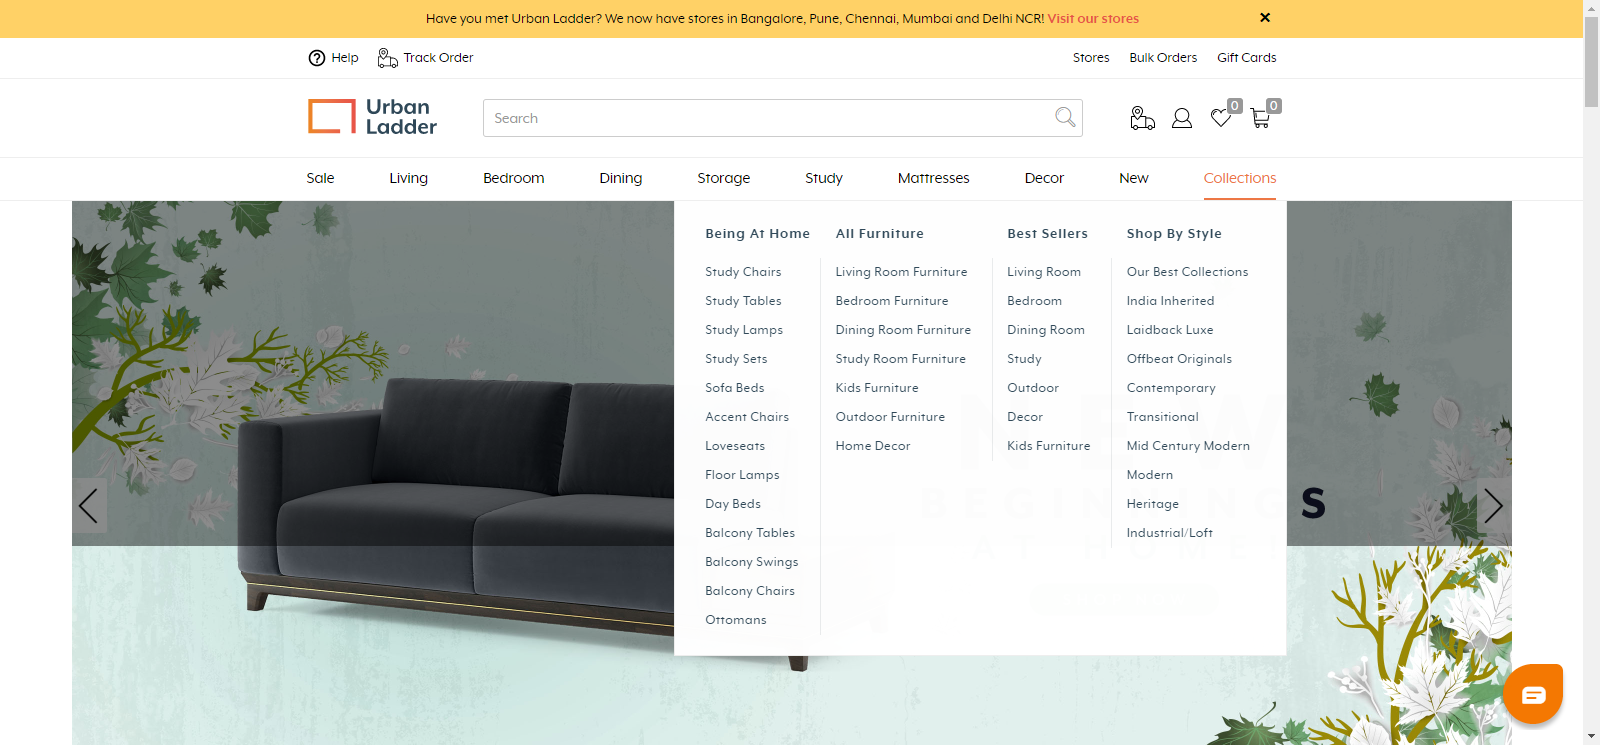 Have you met Urban Ladder? We now have stores in Bangalore, Pune, Chennai, Mumbai and Delhi NCR! Visit our stores
Help
Track Order
Stores
Bulk Orders
Gift Cards
Urban
Ladder
Search
0
0
Sale
Living
Bedroom
Dining
Storage
Study
Mattresses
Decor
New
Collections
Being At Home
Study Chairs
Study Tables
Study Lamps
Study Sets
Sofa Beds
Accent Chairs
Loveseats
Floor Lamps
Day Beds
Balcony Tables
Balcony Swings
Balcony Chairs
Ottomans
All Furniture
Living Room Furniture
Bedroom Furniture
Dining Room Furniture
Study Room Furniture
Kids Furniture
Outdoor Furniture
Home Decor
Best Sellers
Living Room
Bedroom
Dining Room
Study
Outdoor
Decor
Kids Furniture
Shop By Style
Our Best Collections
India Inherited
Laidback Luxe
Offbeat Originals
Contemporary
Transitional
Mid Century Modern
Modern
Heritage
Industrial/Loft
NEW
BEGINNINGS
AT HOME